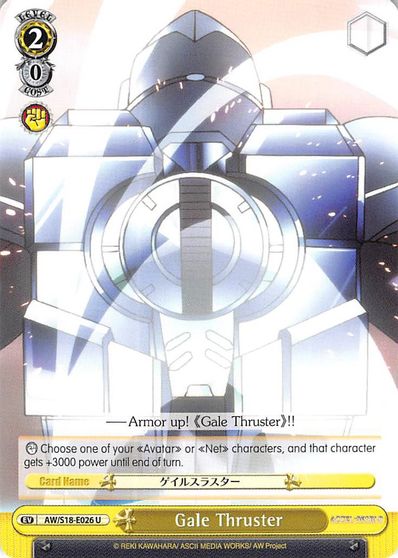 LEVEL
2
0
COST
——Armor up! 《Gale Thruster》!!
Choose one of your «Avatar» or «Net» characters, and that character
gets +3000 power until end of turn.
Card Name ゲイルスラスター
EV AW/S18-E026 U Gale Thruster
© REKI KAWAHARA/ ASCII MEDIA WORKS/ AW Project